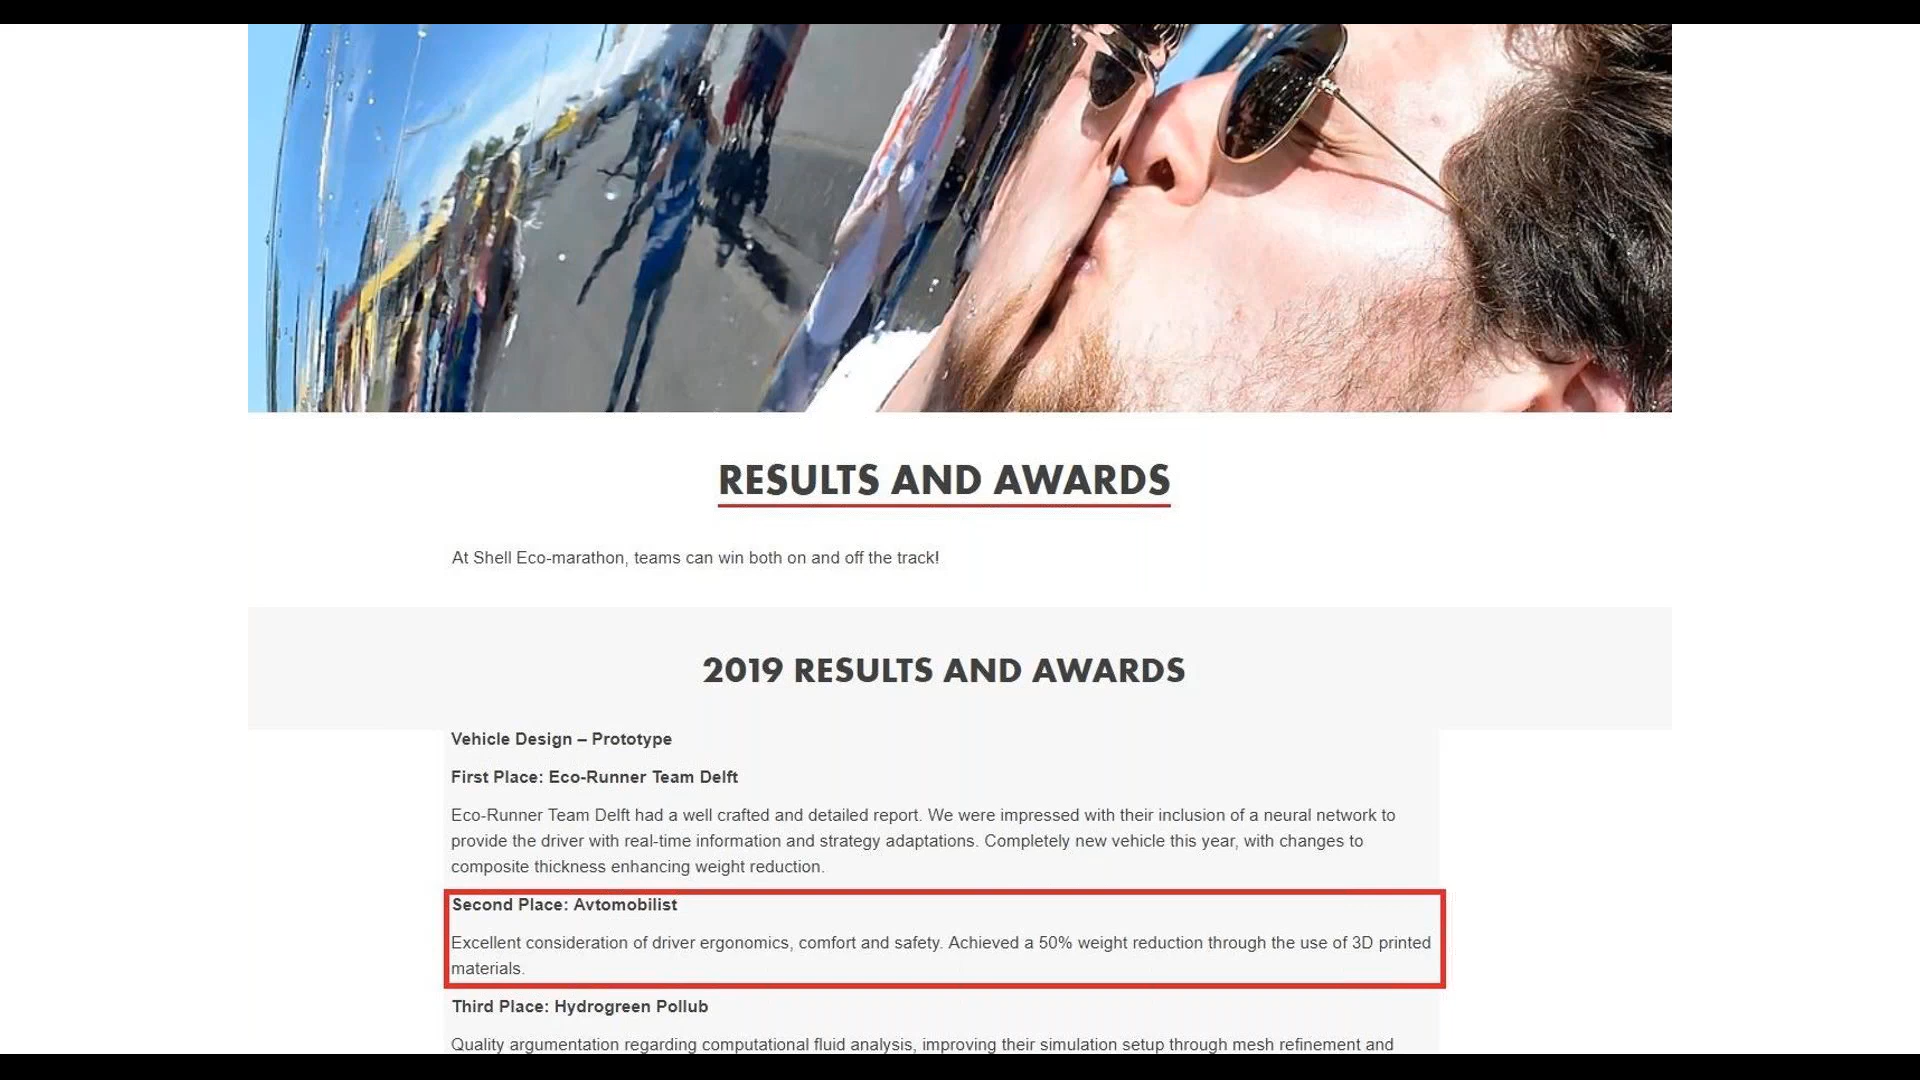 RESULTS AND AWARDS
At Shell Eco-marathon, teams can win both on and off the track!
2019 RESULTS AND AWARDS
Vehicle Design – Prototype
First Place: Eco-Runner Team Delft
Eco-Runner Team Delft had a well crafted and detailed report. We were impressed with their inclusion of a neural network to
provide the driver with real-time information and strategy adaptations. Completely new vehicle this year, with changes to
composite thickness enhancing weight reduction.
Second Place: Avtomobilist
Excellent consideration of driver ergonomics, comfort and safety. Achieved a 50% weight reduction through the use of 3D printed
materials.
Third Place: Hydrogreen Pollub
Quality argumentation regarding computational fluid analysis, improving their simulation setup through mesh refinement and